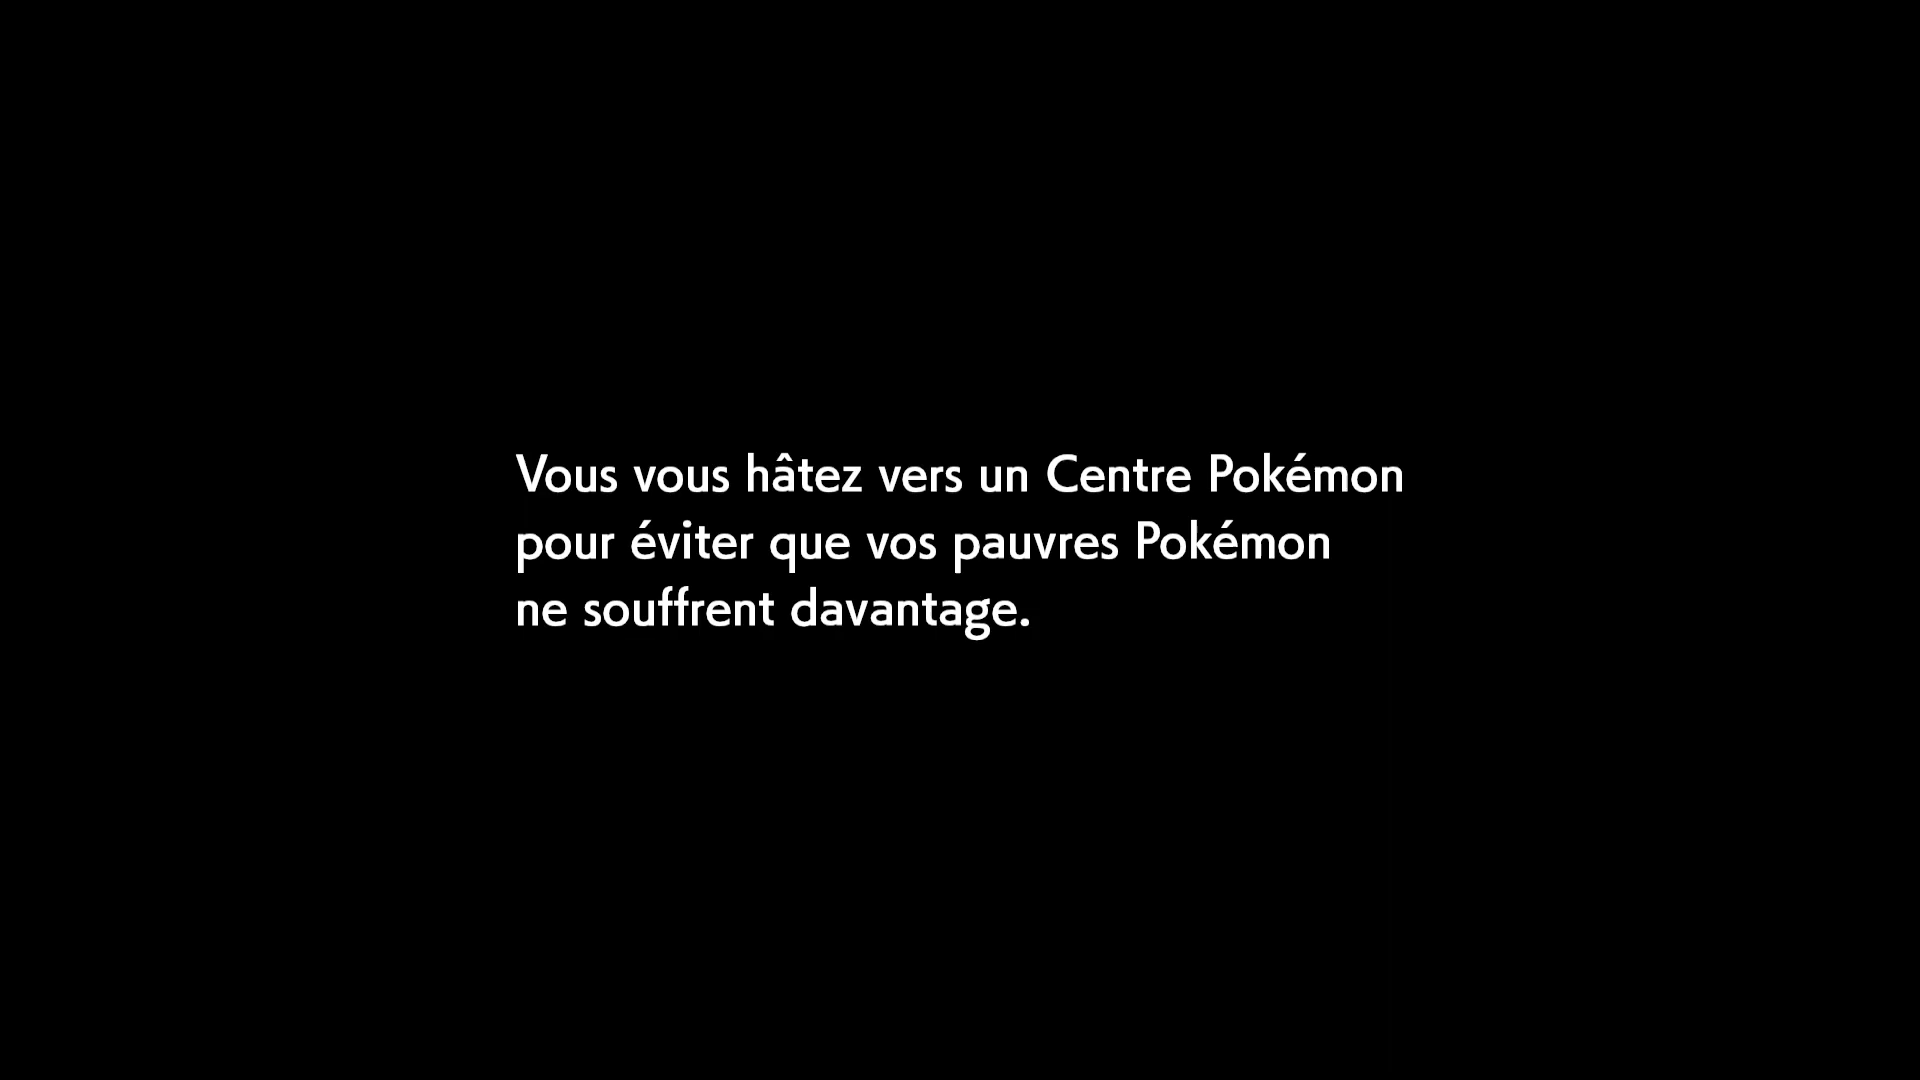 Vous vous hâtez vers un Centre Pokémon
pour éviter que vos pauvres Pokémon
ne souffrent davantage.